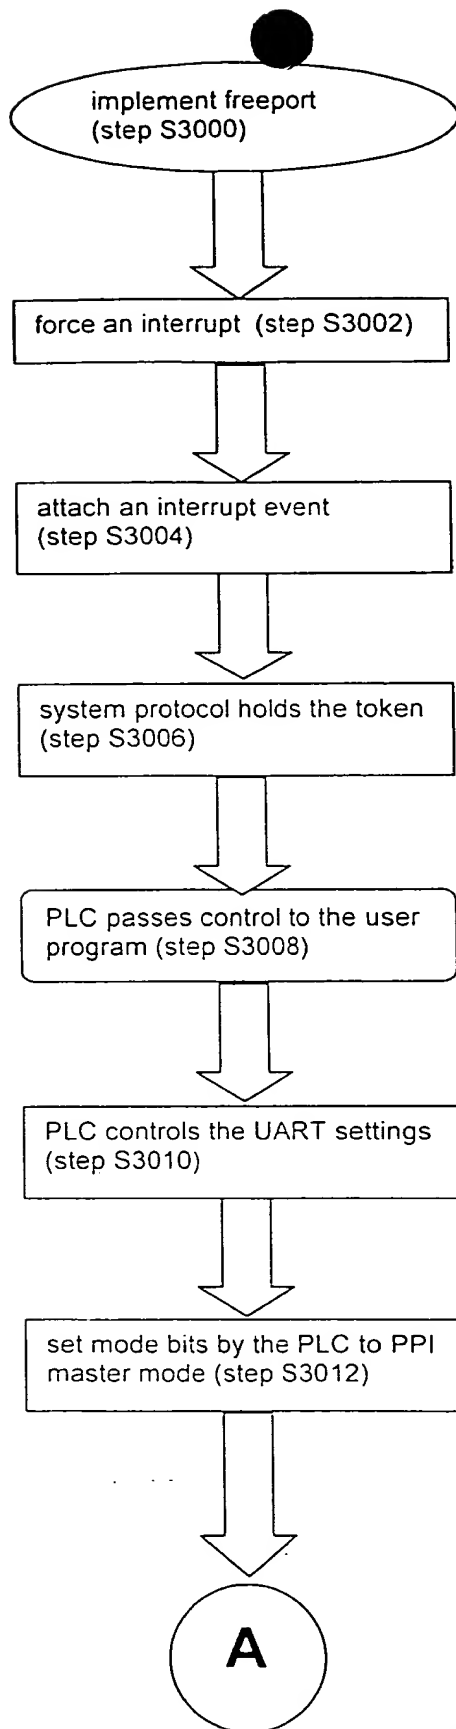 implement freeport
(step S3000)
force an interrupt (step S3002)
attach an interrupt event
(step S3004)
system protocol holds the token
(step S3006)
PLC passes control to the user
program (step S3008)
PLC controls the UART settings
(step S3010)
set mode bits by the PLC to PPI
master mode (step S3012)
A